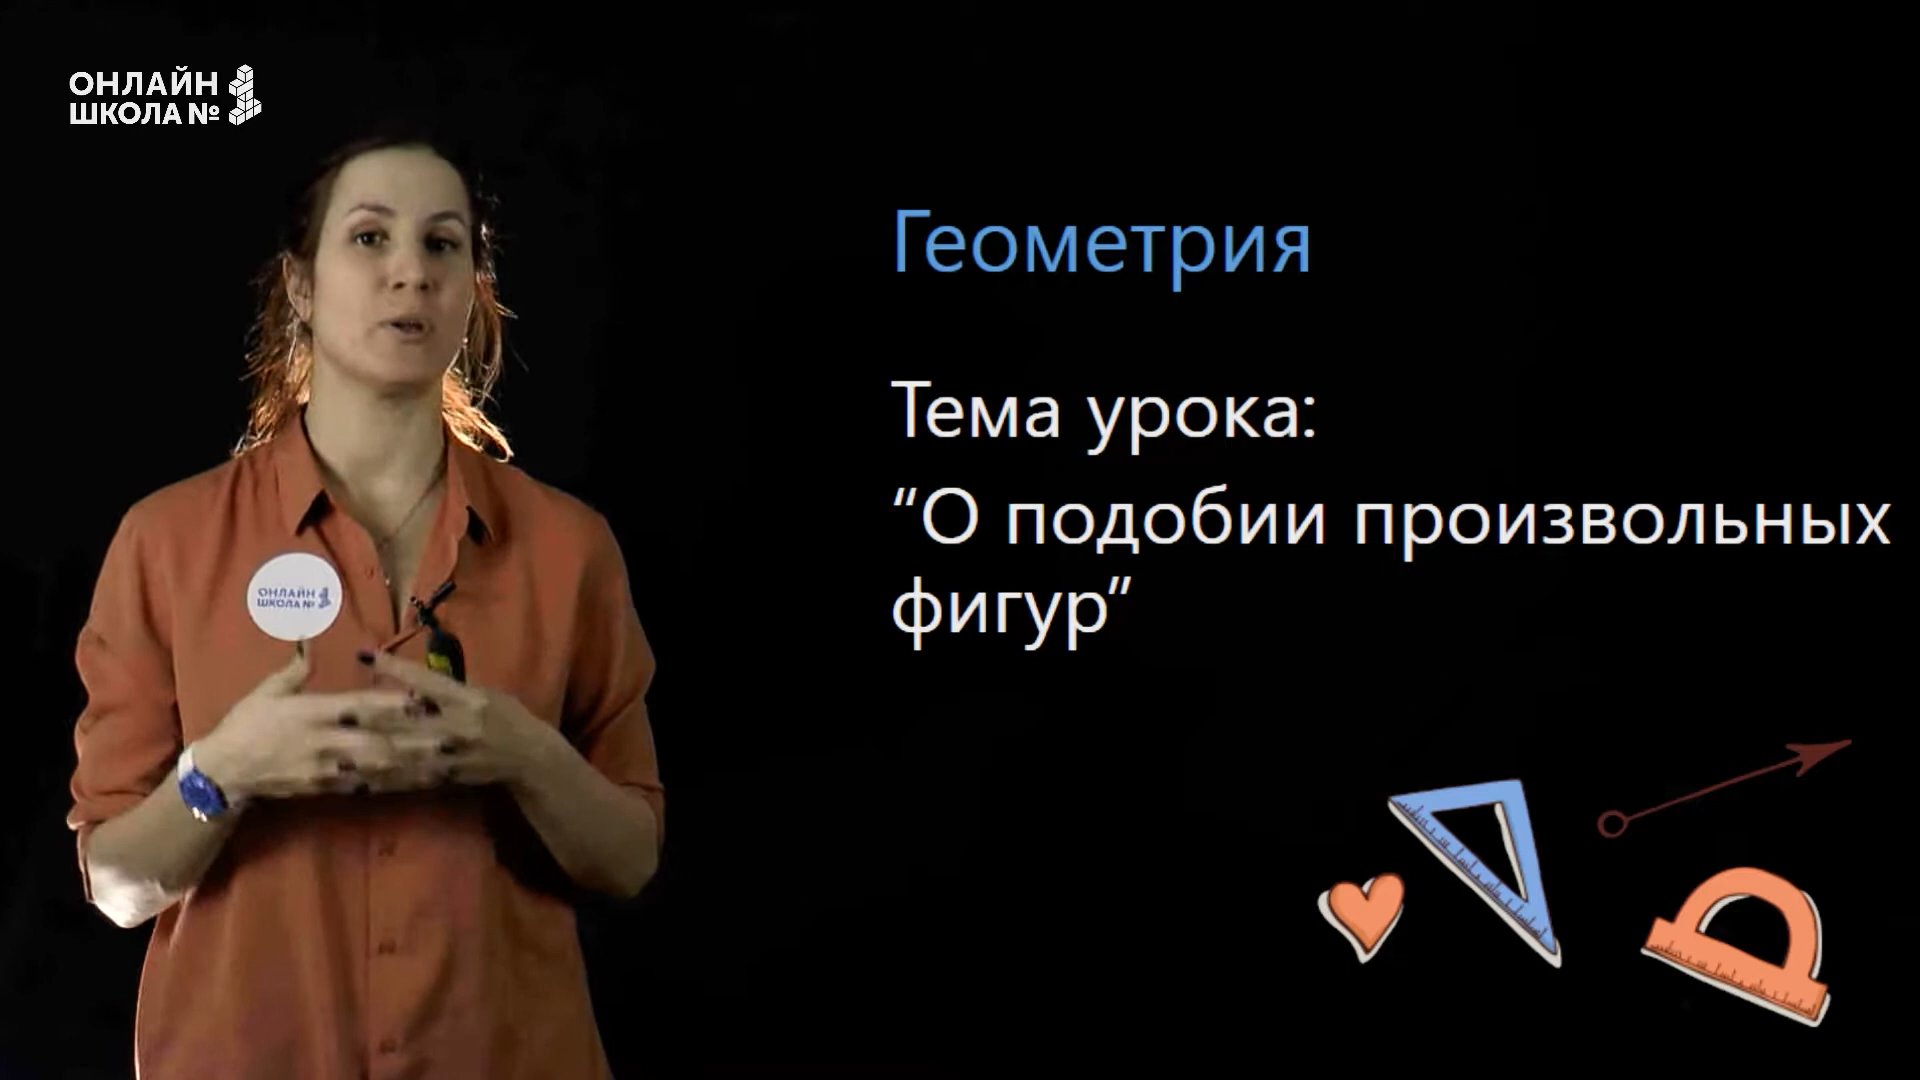 ОНЛАЙН
ШКОЛА №
Геометрия
Тема урока:
“О подобии произвольных
фигур”
ОНЛАЙН
ШКОЛА №